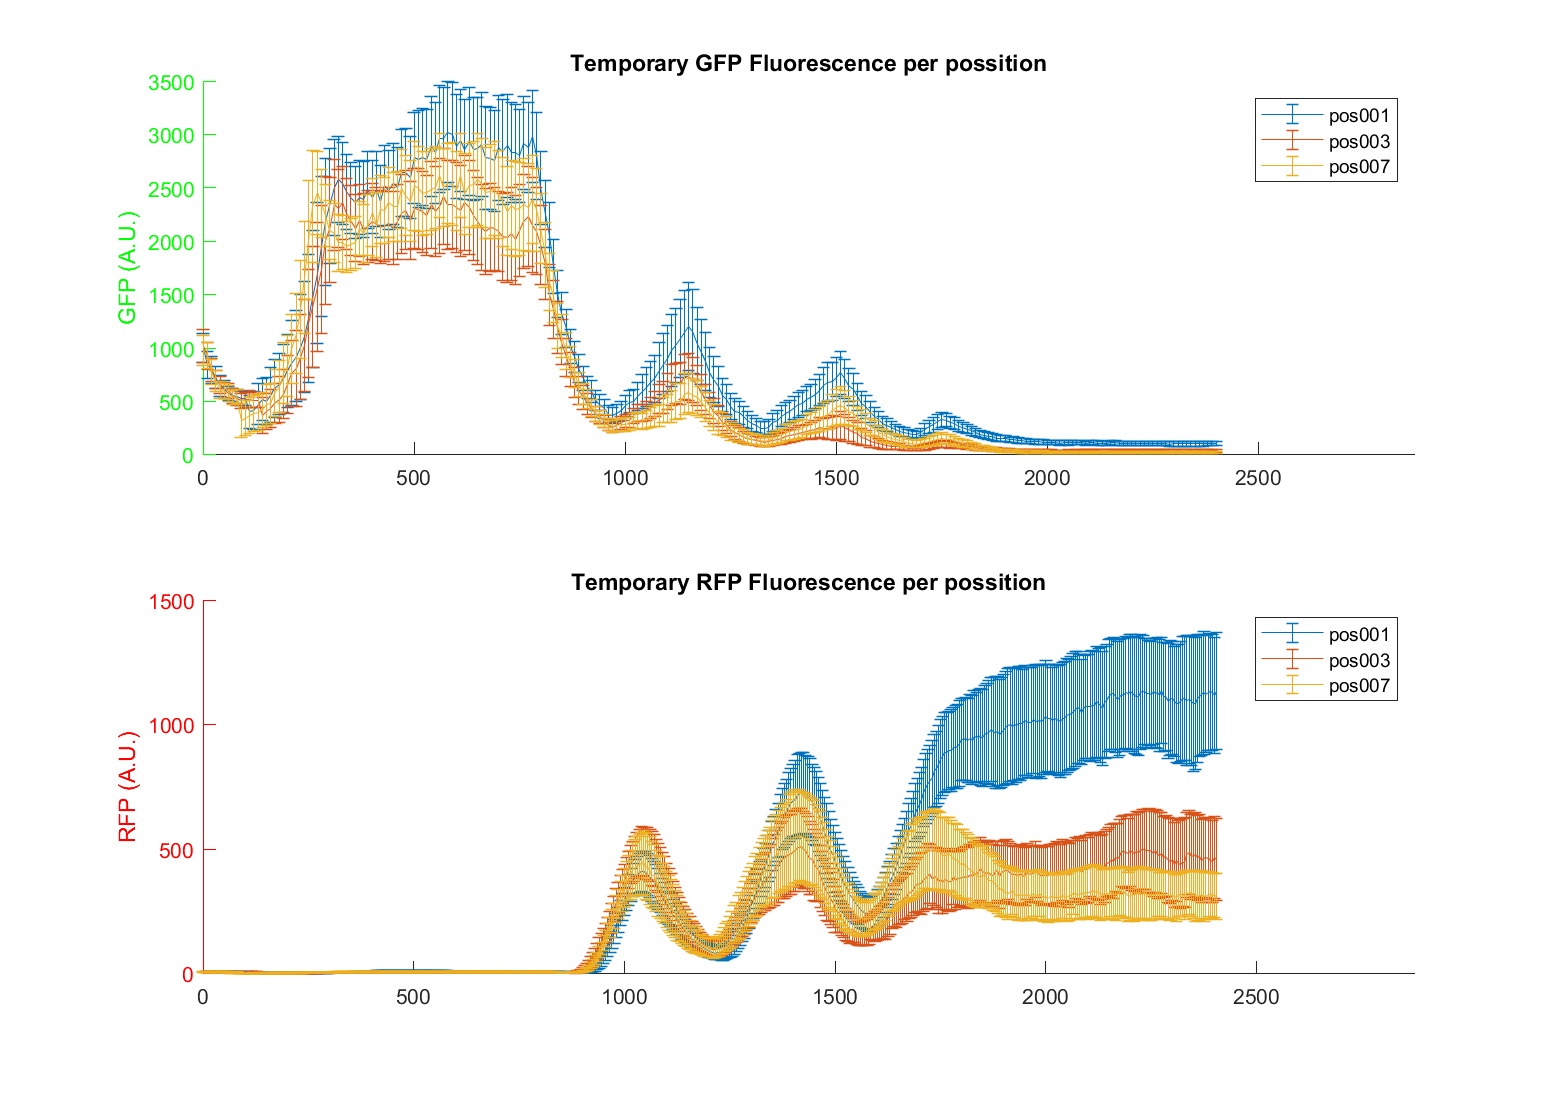 Temporary GFP Fluorescence per possition
GFP (A.U.)
3500
3000
2500
2000
1500
1000
500
0
0 500 1000 1500 2000 2500
pos001
pos003
pos007
Temporary RFP Fluorescence per possition
RFP (A.U.)
1500
1000
500
0
0 500 1000 1500 2000 2500
pos001
pos003
pos007